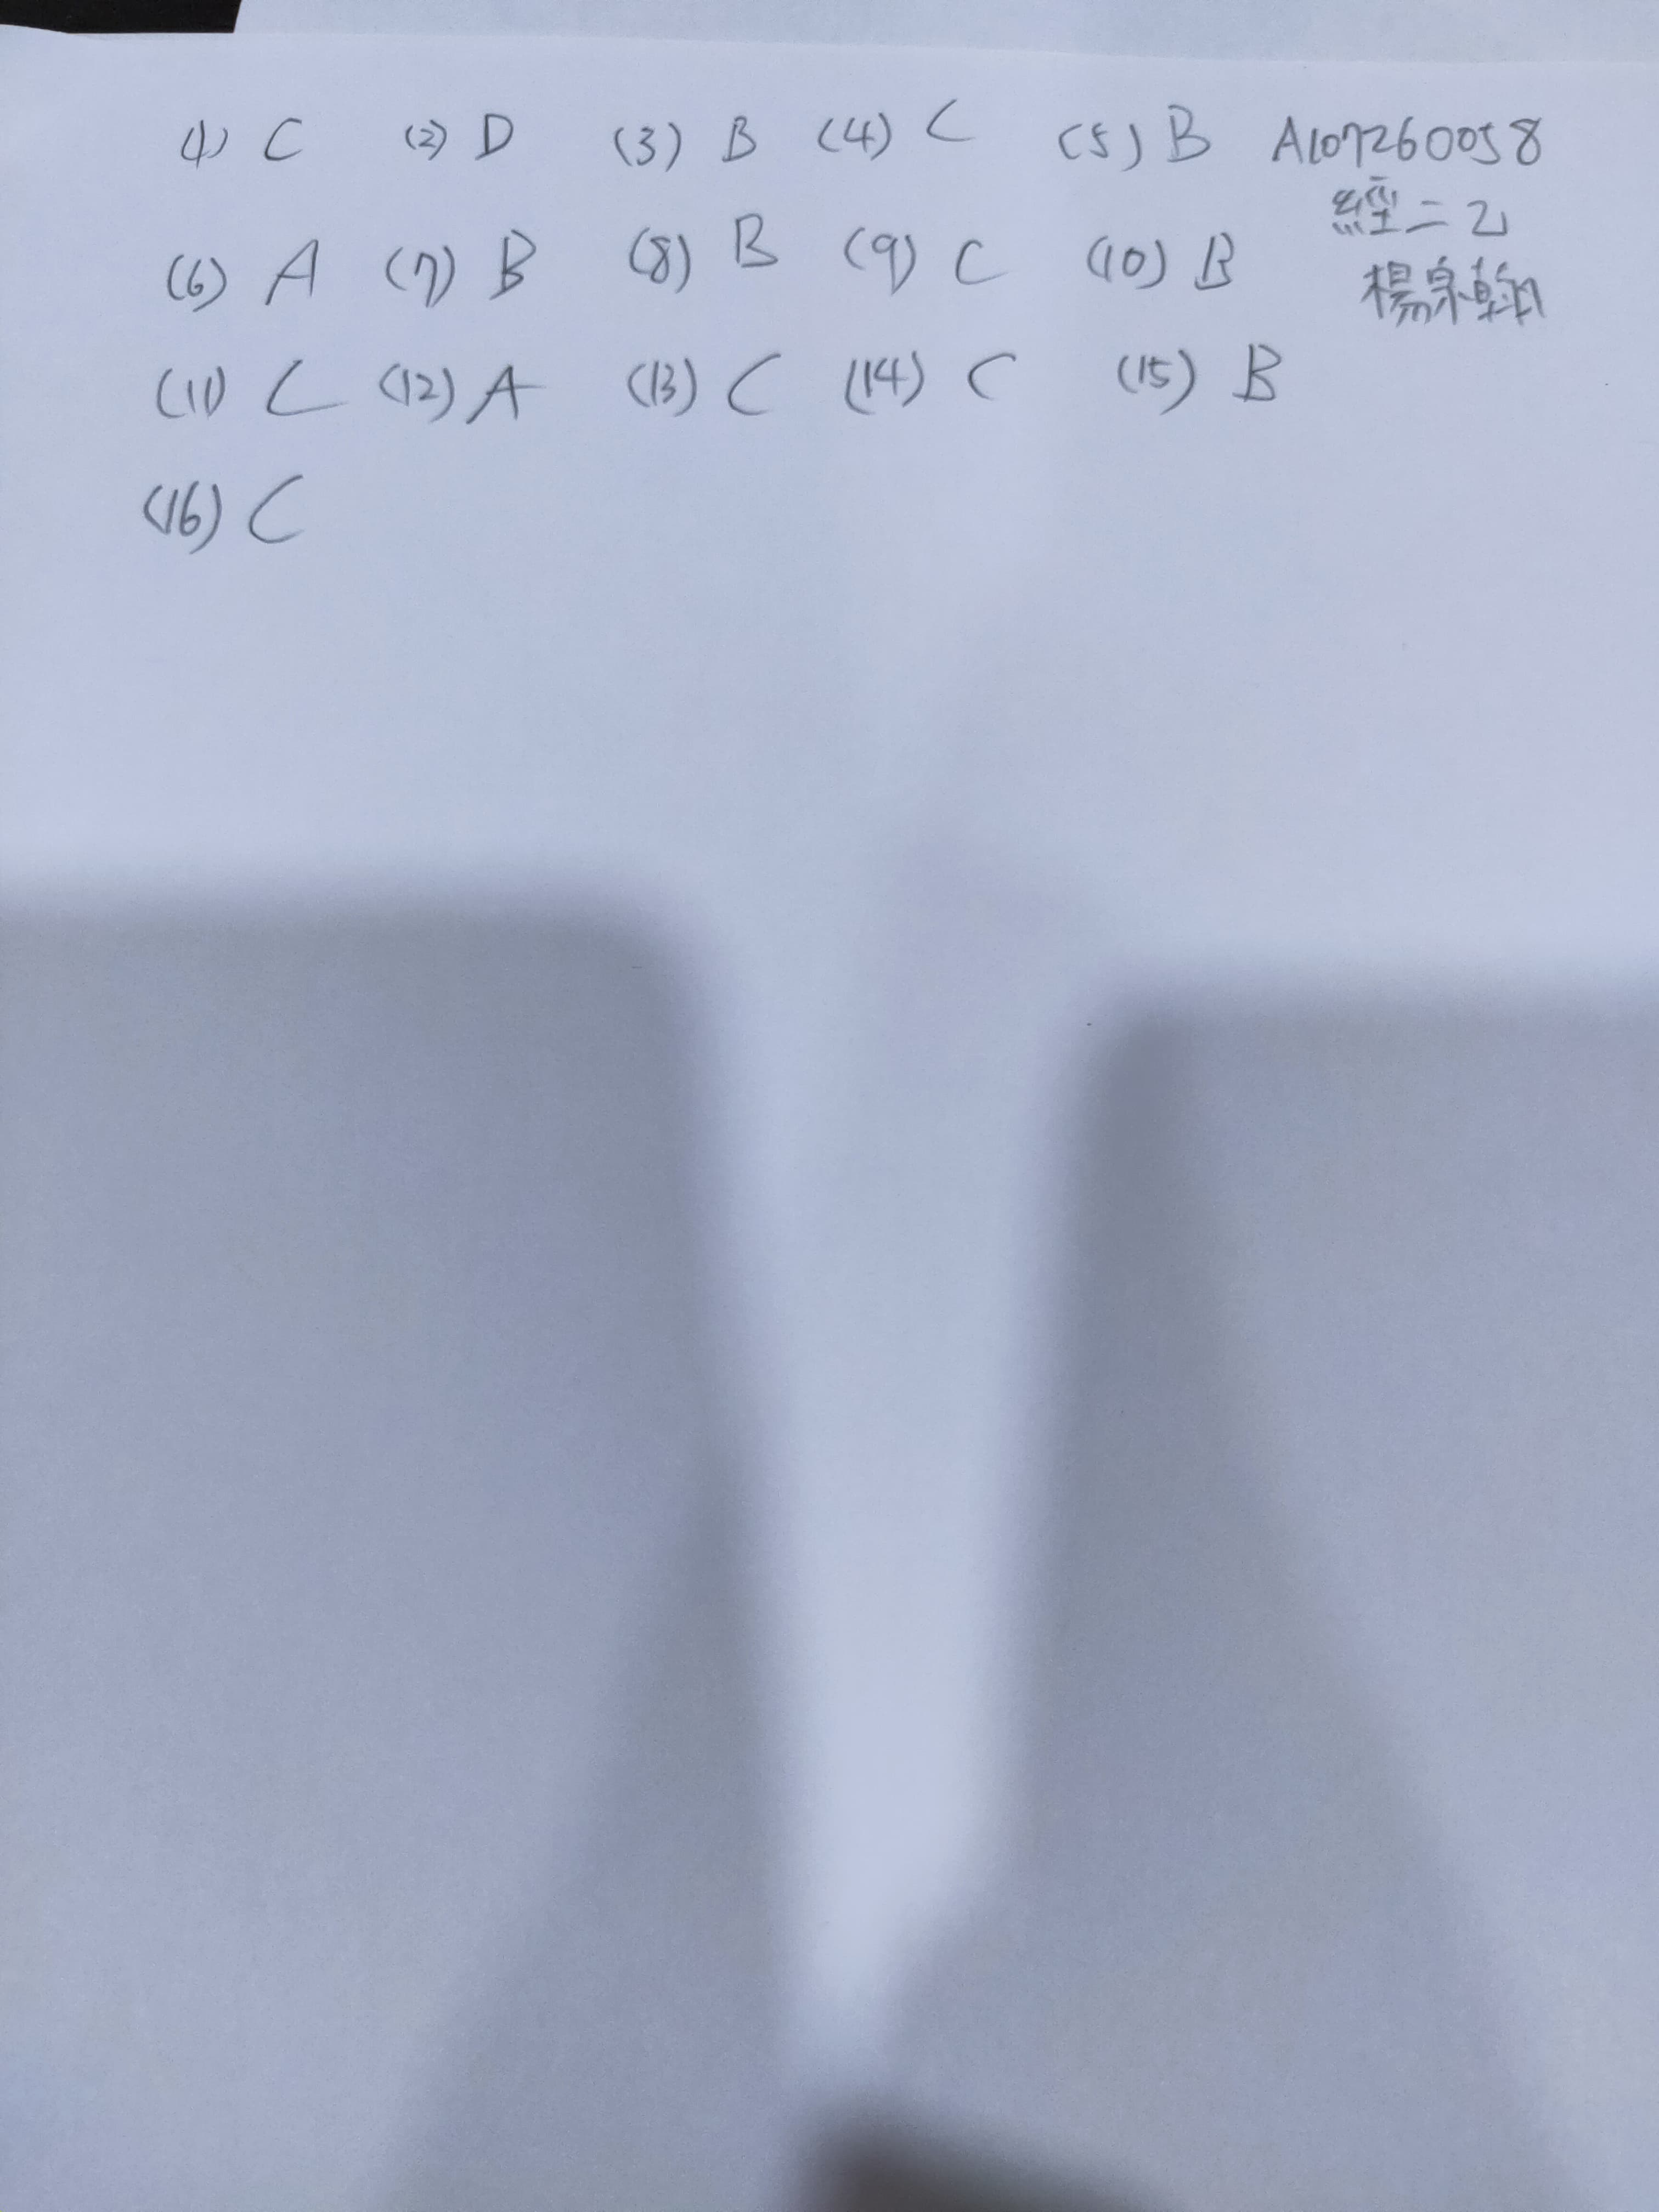 (1) C (2) D (3) B (4) C (5) B A107260058
經二乙
(6) A (7) B (8) B (9) C (10) B
楊泉翰
(11) C (12) A (13) C (14) C (15) B
(16) C